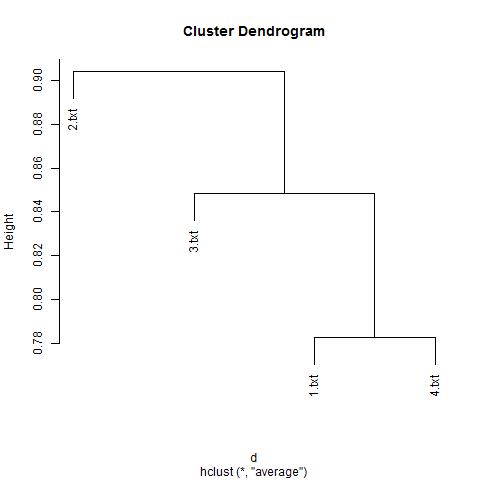 Cluster Dendrogram
Height
0.90
0.88
0.86
0.84
0.82
0.80
0.78
2.txt
3.txt
1.txt
4.txt
d
hclust (*, "average")